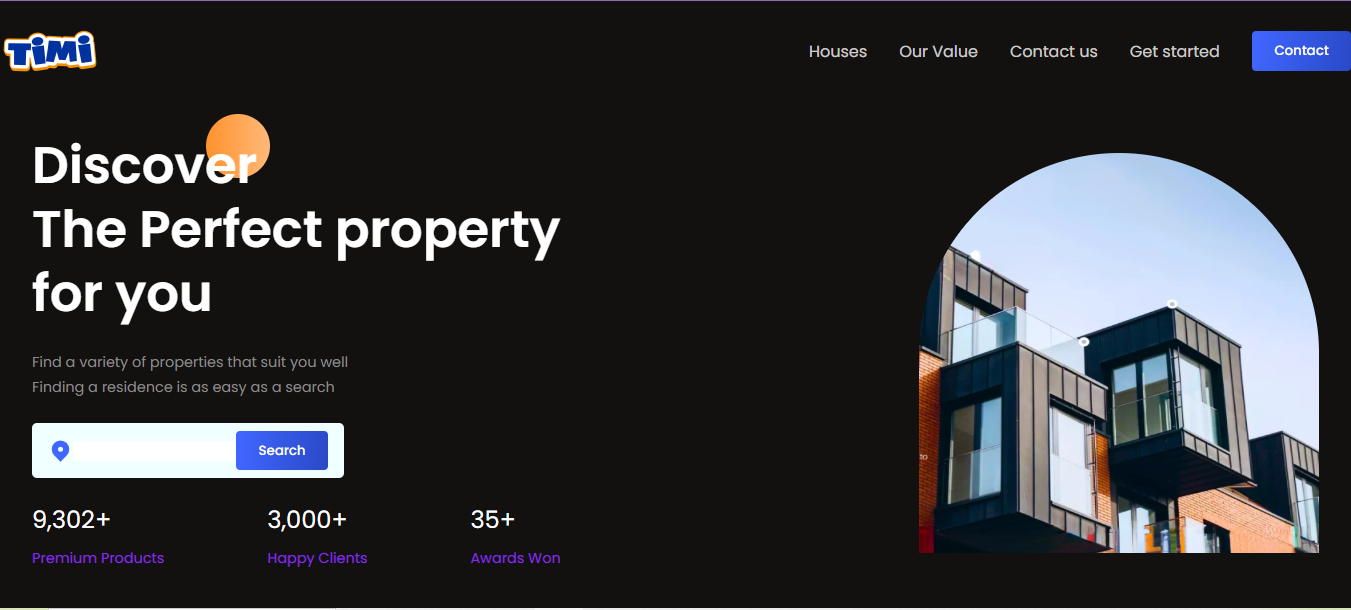 TiMi
Houses Our Value Contact us Get started Contact
Discover
The Perfect property
for you
Find a variety of properties that suit you well
Finding a residence is as easy as a search
Search
9,302+ 3,000+ 35+
Premium Products Happy Clients Awards Won
to